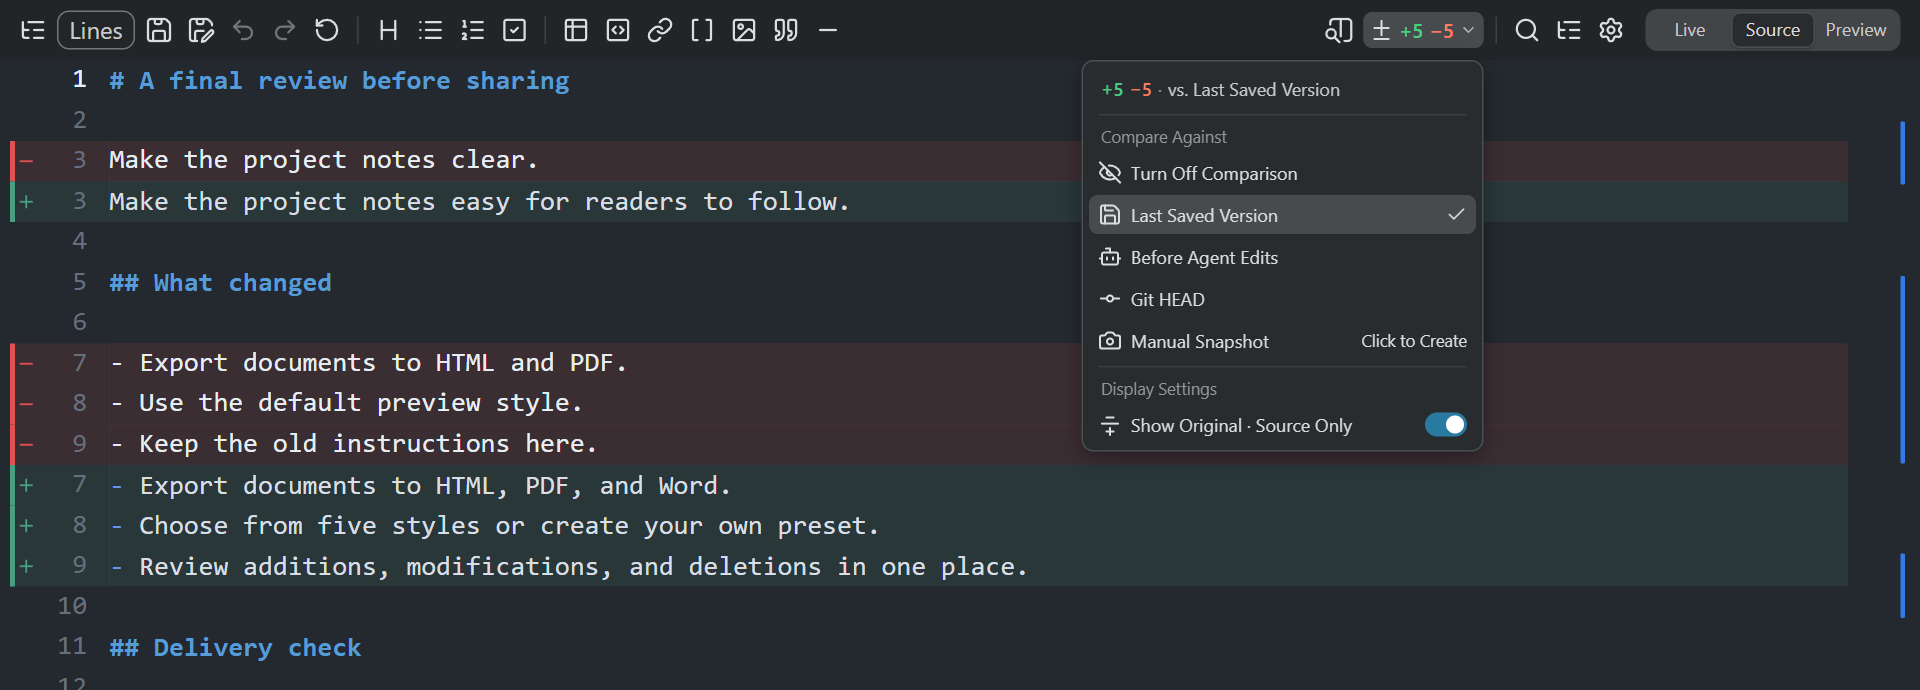 Lines
+5 −5
Live Source Preview
1 # A final review before sharing
2
− 3 Make the project notes clear.
+ 3 Make the project notes easy for readers to follow.
4
5 ## What changed
6
− 7 - Export documents to HTML and PDF.
− 8 - Use the default preview style.
− 9 - Keep the old instructions here.
+ 7 - Export documents to HTML, PDF, and Word.
+ 8 - Choose from five styles or create your own preset.
+ 9 - Review additions, modifications, and deletions in one place.
10
11 ## Delivery check
12
+5 −5 · vs. Last Saved Version
Compare Against
Turn Off Comparison
Last Saved Version
Before Agent Edits
Git HEAD
Manual Snapshot Click to Create
Display Settings
Show Original · Source Only